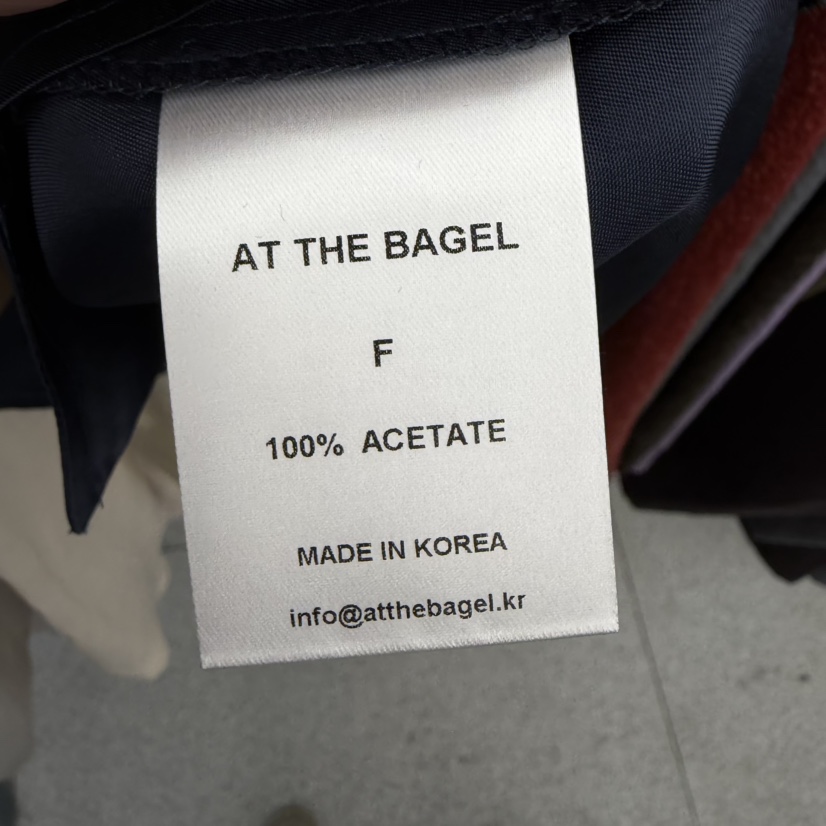 AT THE BAGEL
F
100% ACETATE
MADE IN KOREA
info@atthebagel.kr